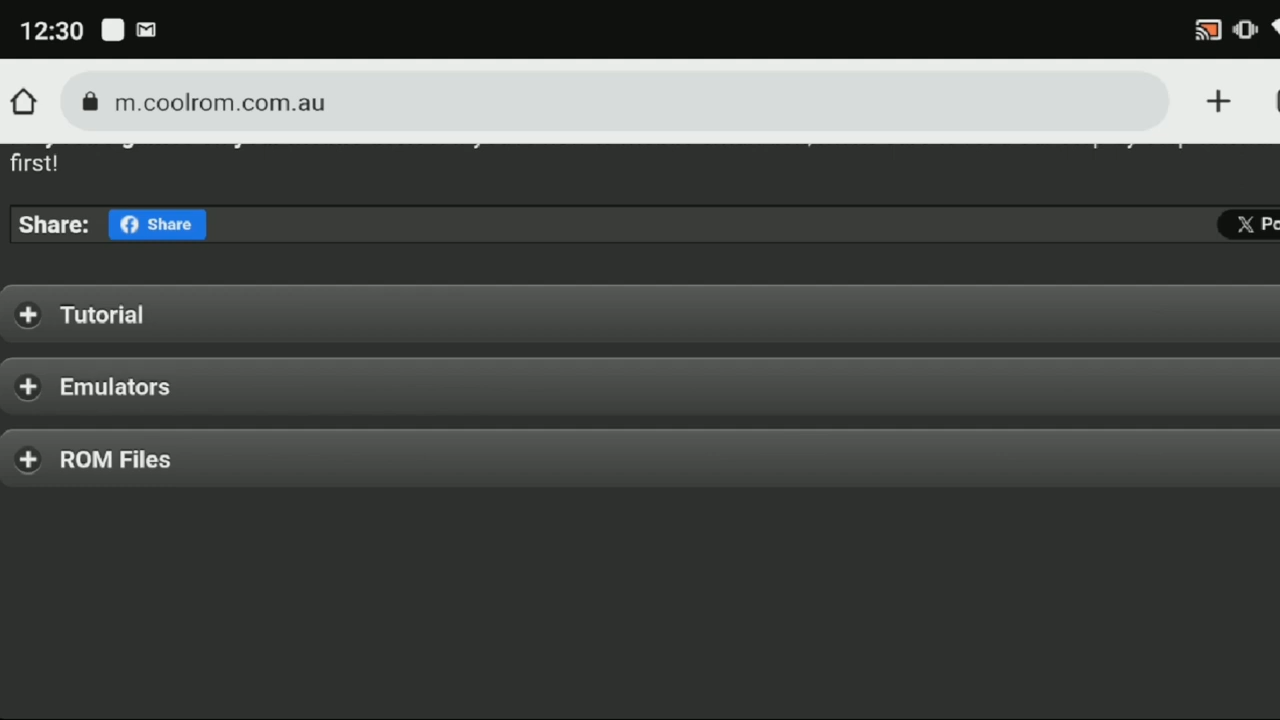 12:30
m.coolrom.com.au
first!
Share: Share
Tutorial
Emulators
ROM Files